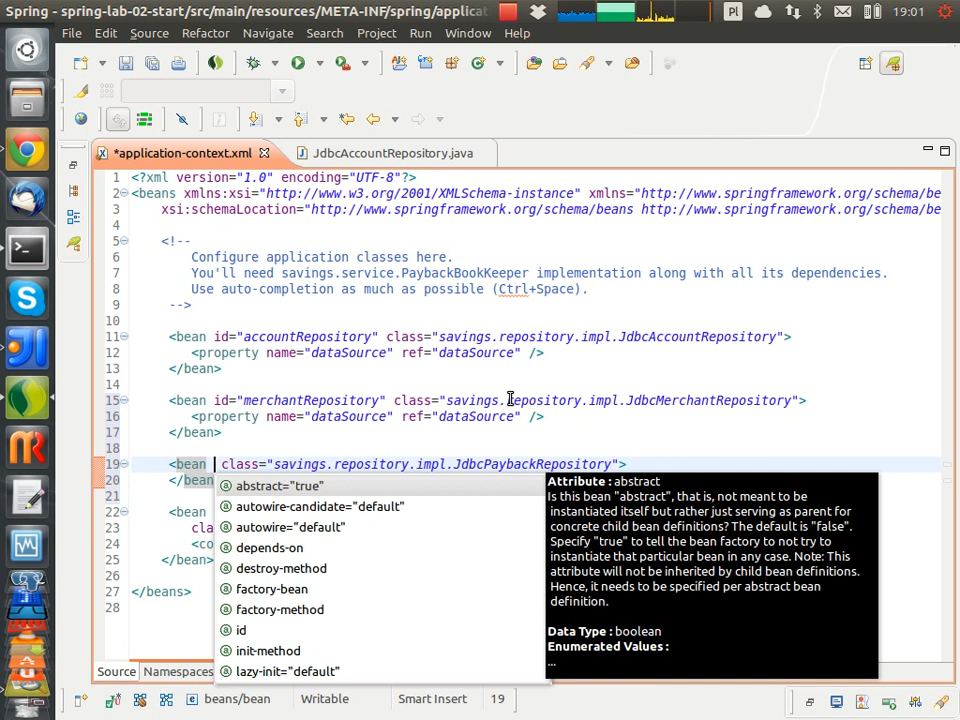 Spring - spring-lab-02-start/src/main/resources/META-INF/spring/applicat
Pl
19:01
File Edit Source Refactor Navigate Search Project Run Window Help
*application-context.xml
JdbcAccountRepository.java
1 <?xml version="1.0" encoding="UTF-8"?>
2 <beans xmlns:xsi="http://www.w3.org/2001/XMLSchema-instance" xmlns="http://www.springframework.org/schema/be
3 xsi:schemaLocation="http://www.springframework.org/schema/beans http://www.springframework.org/schema/be
4
5 <!--
6 Configure application classes here.
7 You'll need savings.service.PaybackBookKeeper implementation along with all its dependencies.
8 Use auto-completion as much as possible (Ctrl+Space).
9 -->
10
11 <bean id="accountRepository" class="savings.repository.impl.JdbcAccountRepository">
12 <property name="dataSource" ref="dataSource" />
13 </bean>
14
15 <bean id="merchantRepository" class="savings.repository.impl.JdbcMerchantRepository">
16 <property name="dataSource" ref="dataSource" />
17 </bean>
18
19 <bean class="savings.repository.impl.JdbcPaybackRepository">
20 </bean
21
22 <bean
23 cla
24 <co
25 </bean>
26
27 </beans>
28
abstract="true"
autowire-candidate="default"
autowire="default"
depends-on
destroy-method
factory-bean
factory-method
id
init-method
lazy-init="default"
Attribute : abstract
Is this bean "abstract", that is, not meant to be
instantiated itself but rather just serving as parent for
concrete child bean definitions? The default is "false".
Specify "true" to tell the bean factory to not try to
instantiate that particular bean in any case. Note: This
attribute will not be inherited by child bean definitions.
Hence, it needs to be specified per abstract bean
definition.
Data Type : boolean
Enumerated Values :
...
Source Namespaces
beans/bean Writable Smart Insert 19